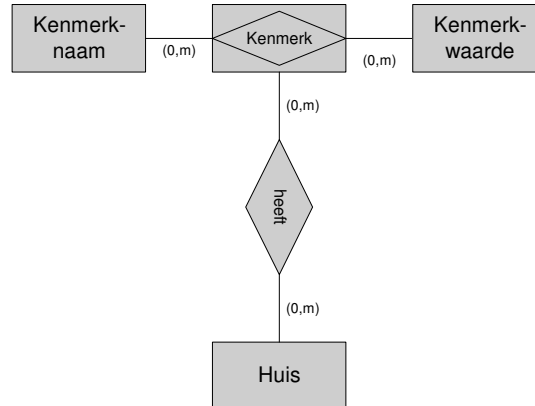 Kenmerk-
naam
(0,m)
Kenmerk
(0,m)
Kenmerk-
waarde
(0,m)
heeft
(0,m)
Huis